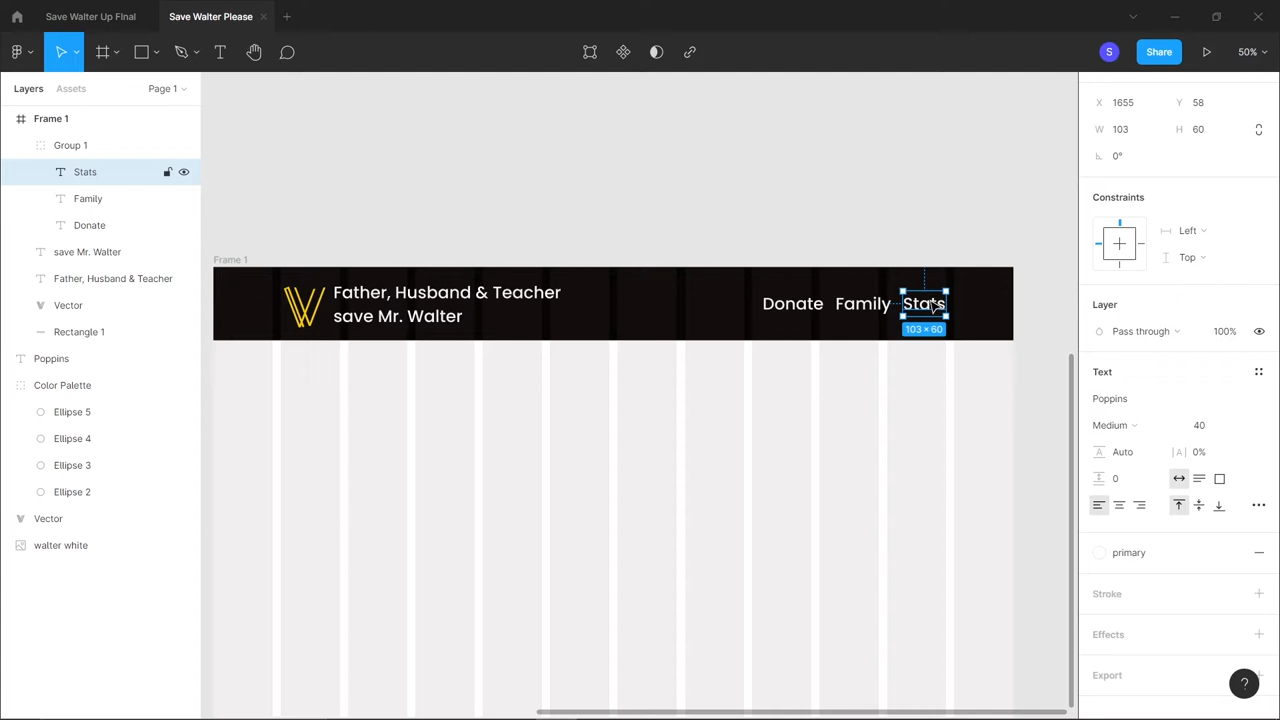 Save Walter Up FInal
Save Walter Please
S
Share
50%
Layers
Assets
Page 1
Frame 1
Group 1
Stats
Family
Donate
save Mr. Walter
Father, Husband & Teacher
Vector
Rectangle 1
Poppins
Color Palette
Ellipse 5
Ellipse 4
Ellipse 3
Ellipse 2
Vector
walter white
Frame 1
Father, Husband & Teacher
save Mr. Walter
Donate Family Stats
103 × 60
X 1655 Y 58
W 103 H 60
0°
Constraints
Left
Top
Layer
Pass through 100%
Text
Poppins
Medium 40
A Auto |A| 0%
0
primary
Stroke
Effects
Export
?